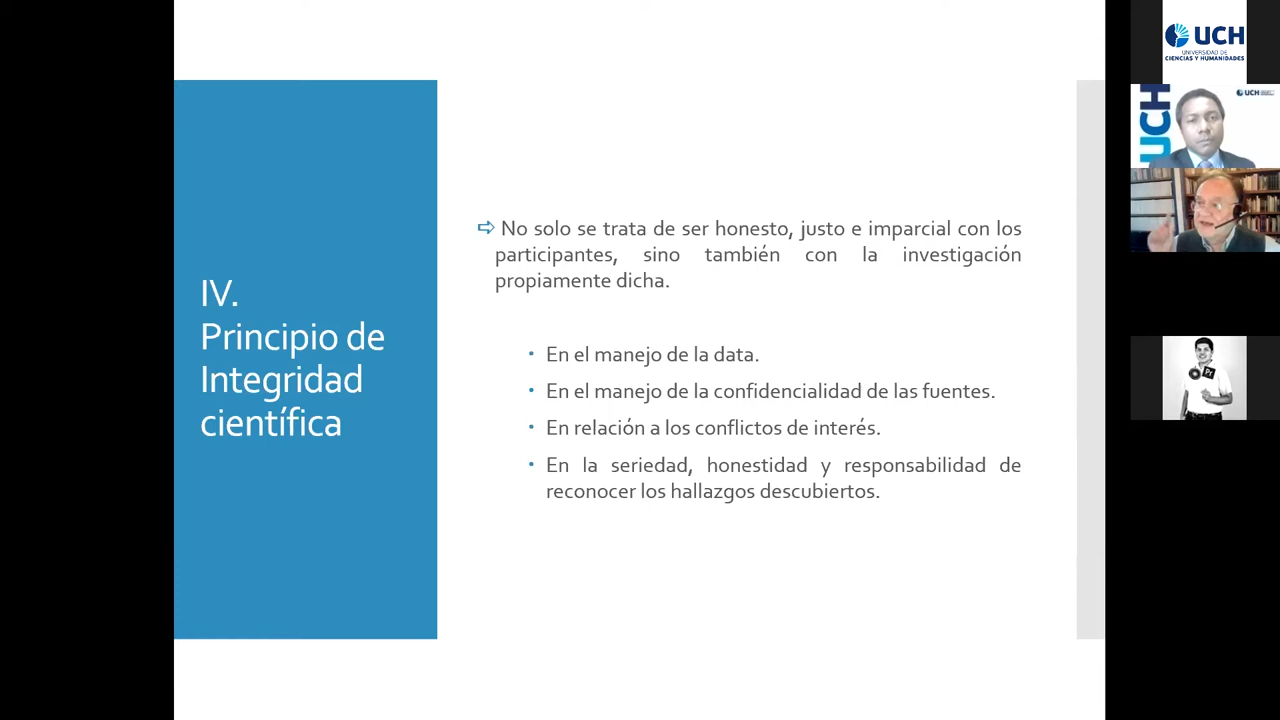 IV.
Principio de
Integridad
científica
⇨ No solo se trata de ser honesto, justo e imparcial con los
participantes, sino también con la investigación
propiamente dicha.
• En el manejo de la data.
• En el manejo de la confidencialidad de las fuentes.
• En relación a los conflictos de interés.
• En la seriedad, honestidad y responsabilidad de
reconocer los hallazgos descubiertos.
UCH
UNIVERSIDAD DE
CIENCIAS Y HUMANIDADES
UCH
UCH
Pr